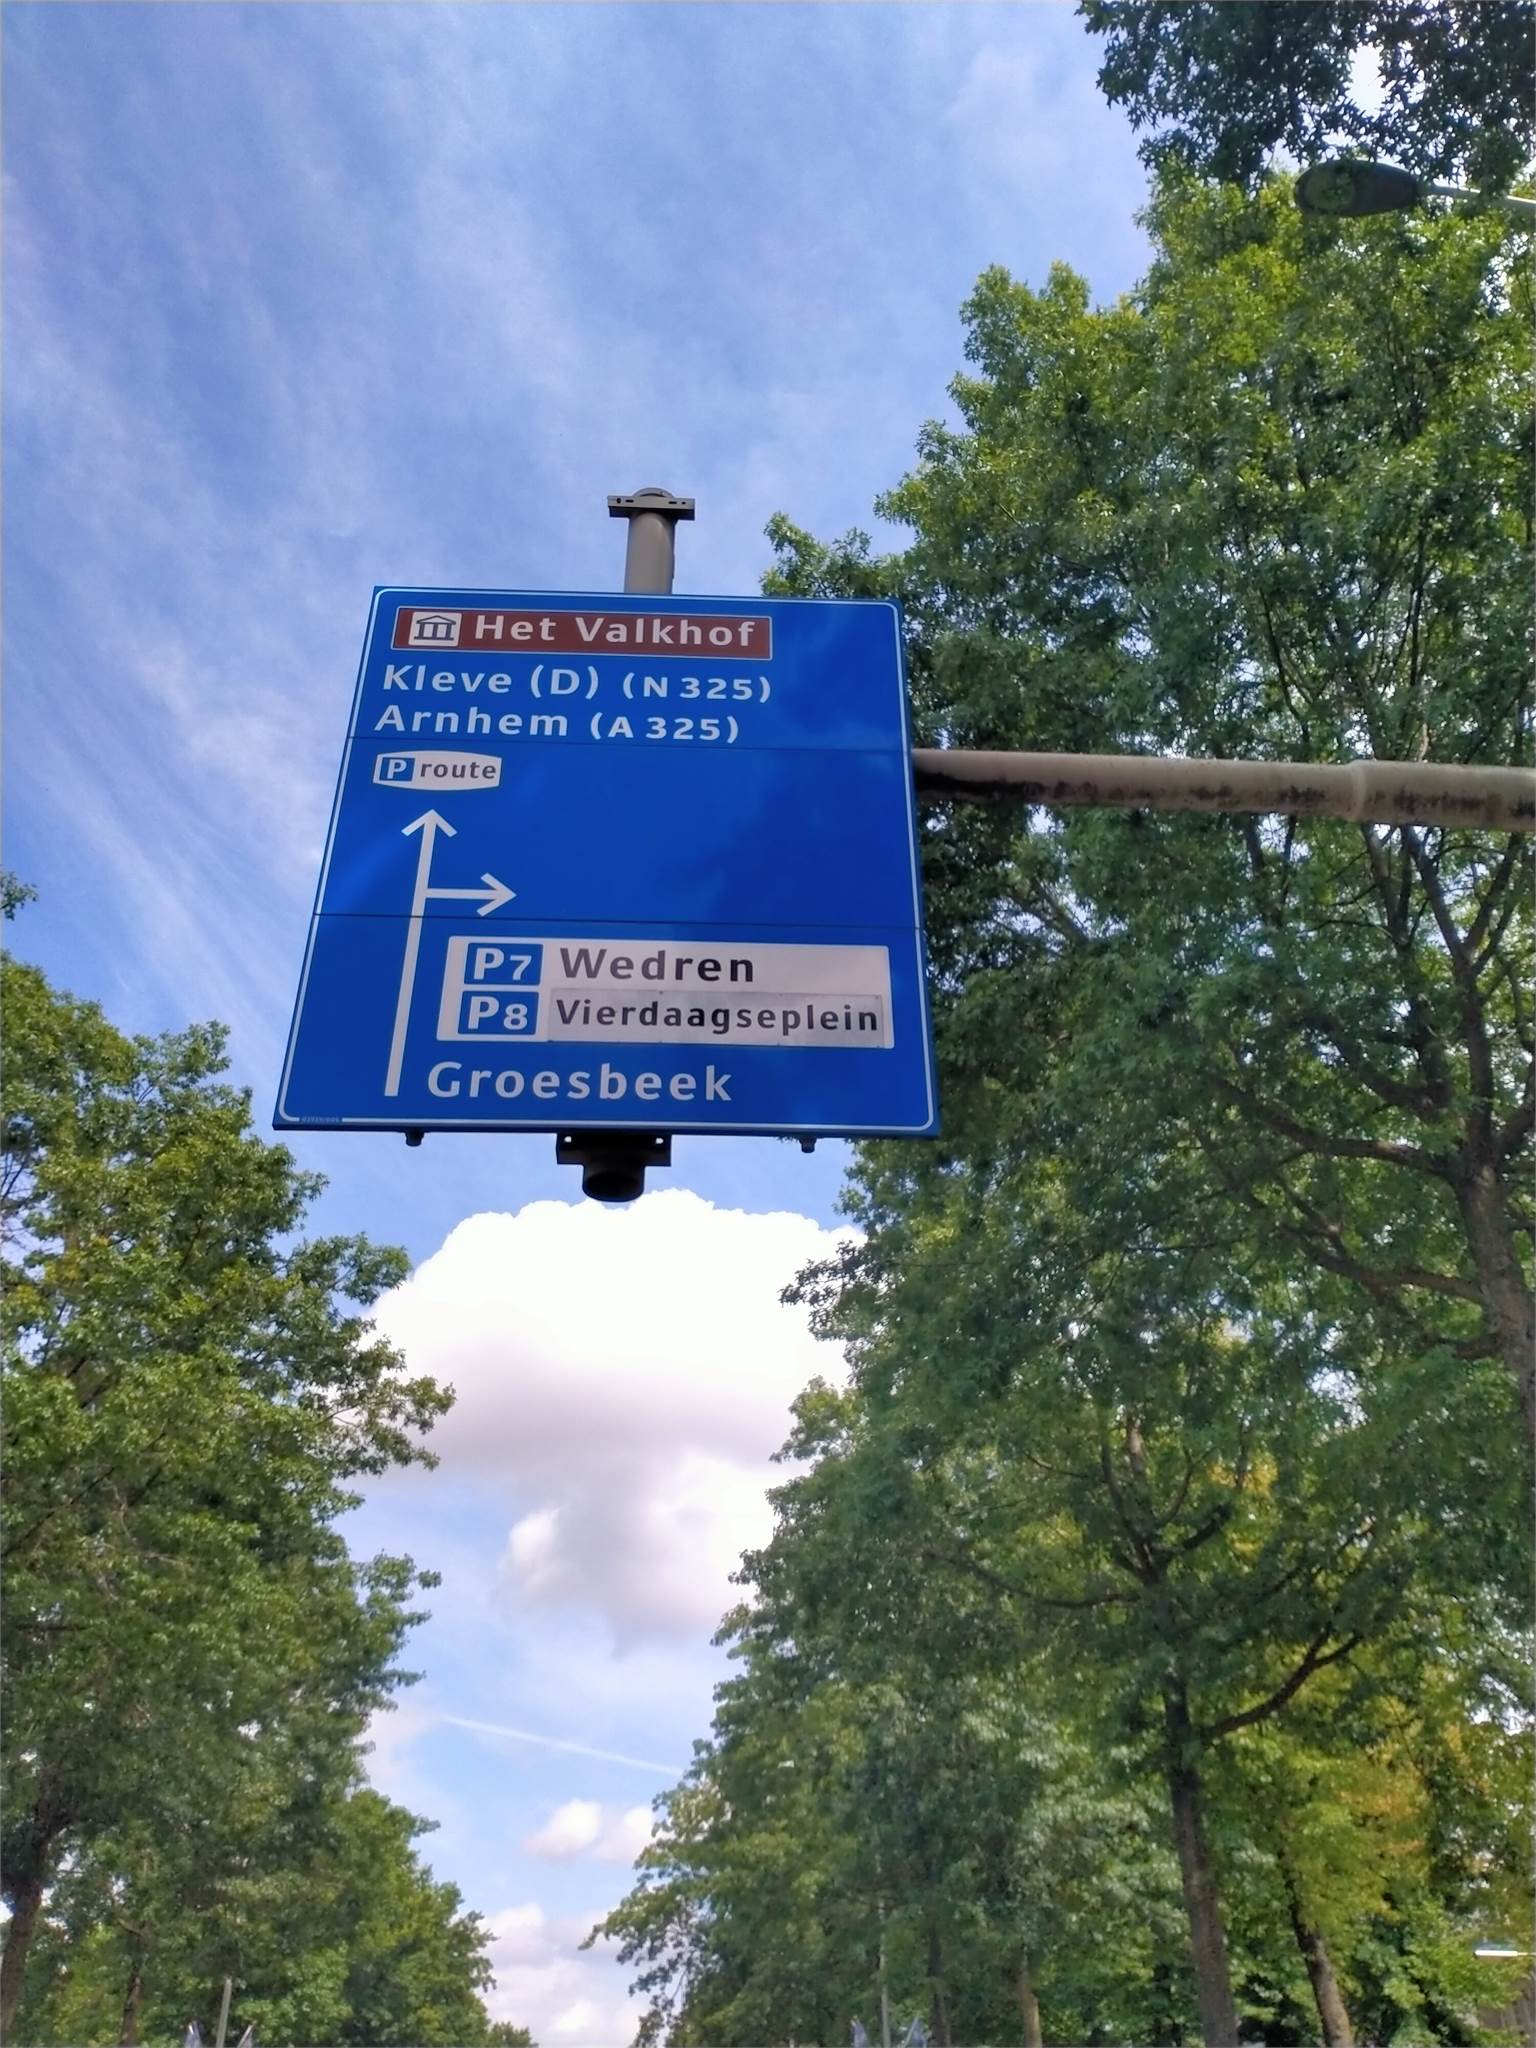 Het Valkhof
Kleve (D) (N 325)
Arnhem (A 325)
P route
P7 Wedren
P8 Vierdaagseplein
Groesbeek